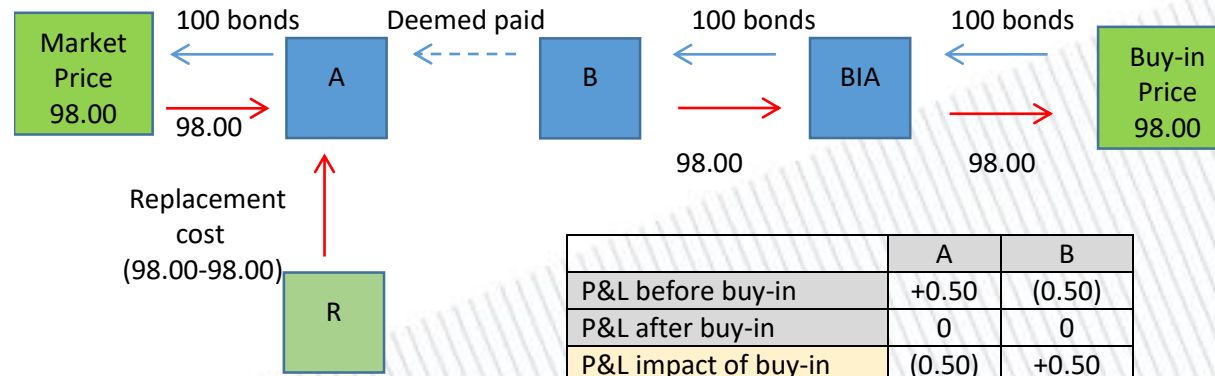 100 bonds
Deemed paid
100 bonds
100 bonds
Market
Price
98.00
A
B
BIA
Buy-in
Price
98.00
98.00
98.00
98.00
Replacement
cost
(98.00-98.00)
R
A B
P&L before buy-in +0.50 (0.50)
P&L after buy-in 0 0
P&L impact of buy-in (0.50) +0.50